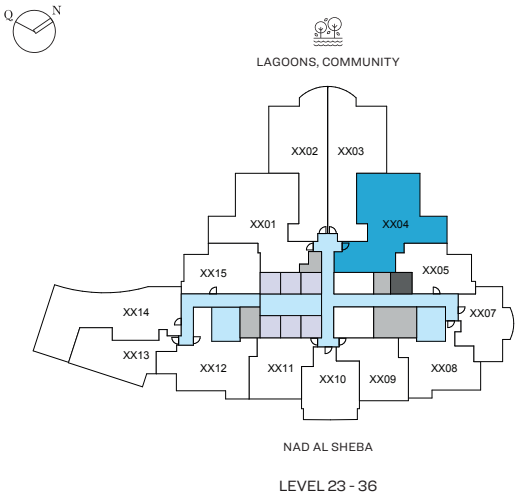 Q N
LAGOONS, COMMUNITY
XX02 XX03
XX01 XX04
XX15 XX05
XX14 XX07
XX13 XX12 XX11 XX10 XX09 XX08
NAD AL SHEBA
LEVEL 23 - 36